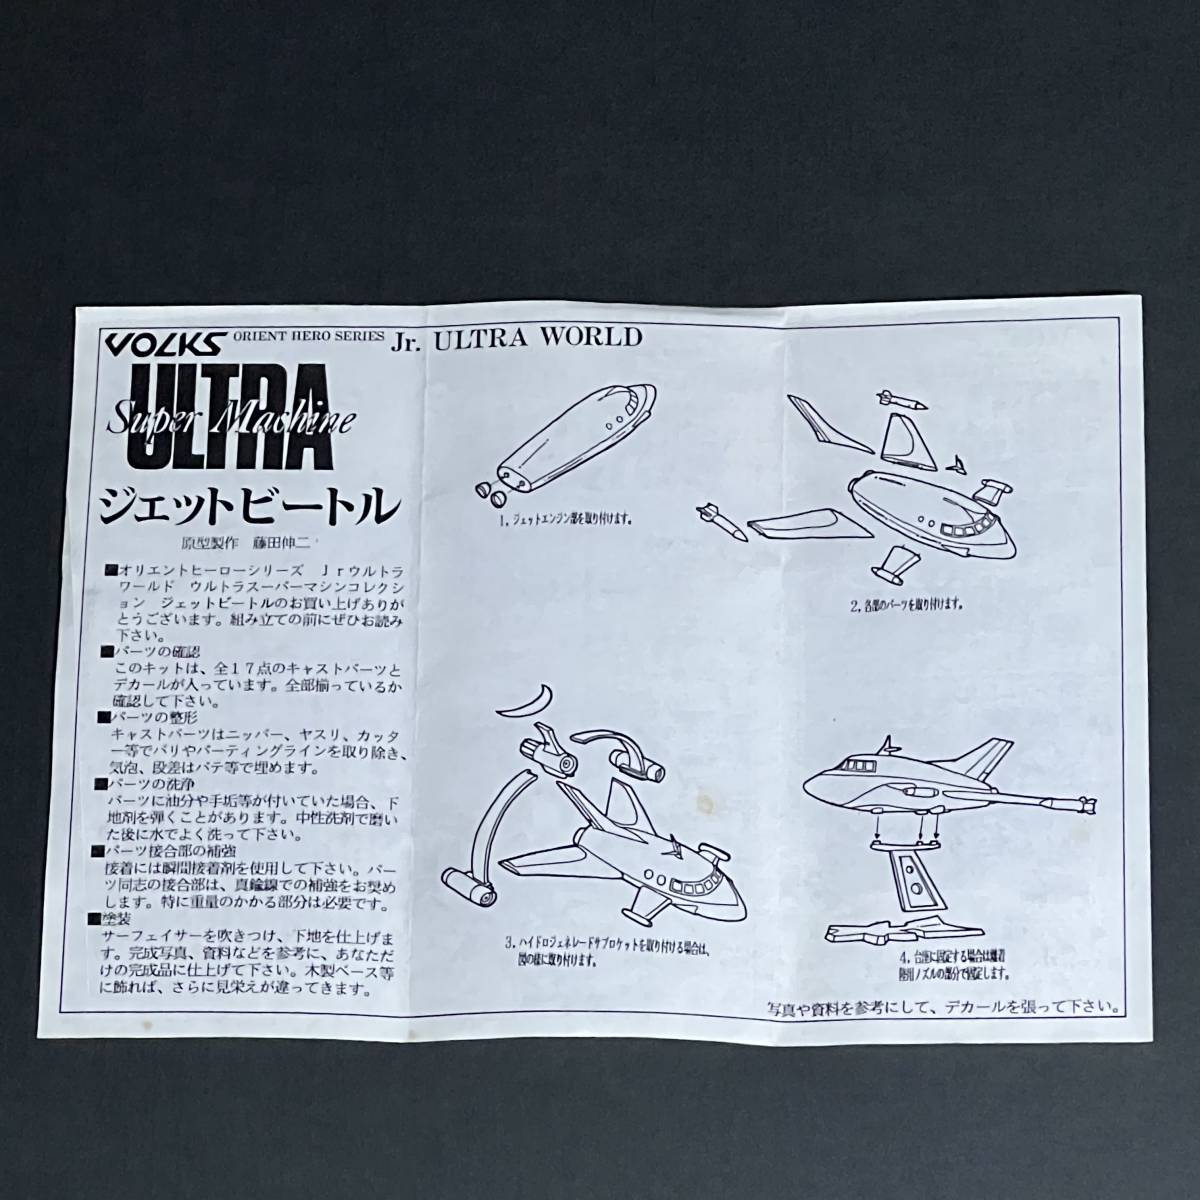 VOLKS ORIENT HERO SERIES Jr. ULTRA WORLD
ULTRA
Super Machine
ジェットビートル
原型製作 藤田伸二
■オリエントヒーローシリーズ Jrウルトラ
ワールド ウルトラスーパーマシンコレクシ
ョン ジェットビートルのお買い上げありが
とうございます。組み立ての前にぜひお読み
下さい。
■パーツの確認
このキットは、全17点のキャストパーツと
デカールが入っています。全部揃っているか
確認して下さい。
■パーツの整形
キャストパーツはニッパー、ヤスリ、カッタ
ー等でバリやパーティングラインを取り除き、
気泡、段差はパテ等で埋めます。
■パーツの洗浄
パーツに油分や手垢等が付いていた場合、下
地剤を弾くことがあります。中性洗剤で磨い
た後に水でよく洗って下さい。
■パーツ接合部の補強
接着には瞬間接着剤を使用して下さい。パー
ツ同志の接合部は、真鍮線での補強をお奨め
します。特に重量のかかる部分は必要です。
■塗装
サーフェイサーを吹きつけ、下地を仕上げま
す。完成写真、資料などを参考に、あなただ
けの完成品に仕上げて下さい。木製ベース等
に飾れば、さらに見栄えが違ってきます。
1．ジェットエンジン部を取り付けます。
2．各部のパーツを取り付けます。
3．ハイドロジェネレードサブロケットを取り付ける場合は、
図の様に取り付けます。
4．台座に固定する場合は離着
陸用ノズルの部分で固定します。
写真や資料を参考にして、デカールを張って下さい。